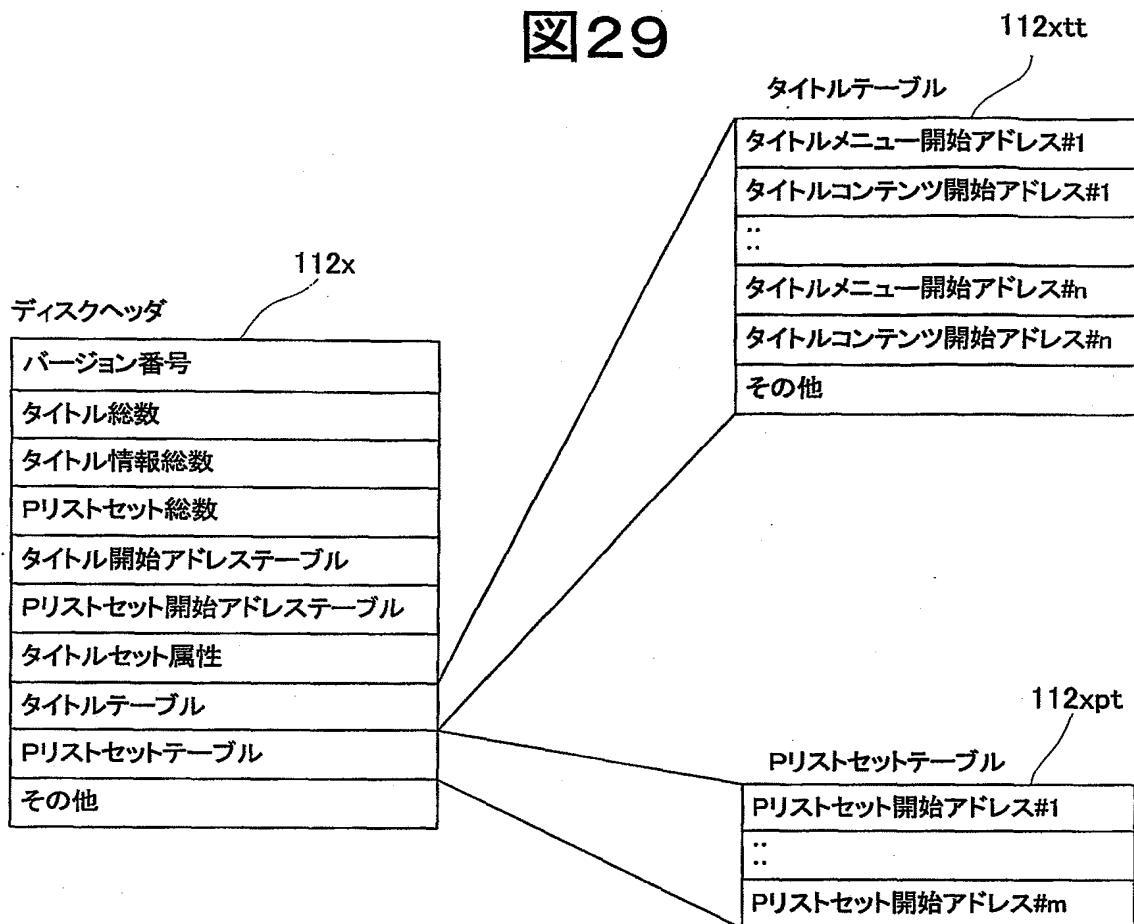 図29
112x
ディスクヘッダ
バージョン番号
タイトル総数
タイトル情報総数
Pリストセット総数
タイトル開始アドレステーブル
Pリストセット開始アドレステーブル
タイトルセット属性
タイトルテーブル
Pリストセットテーブル
その他
112xtt
タイトルテーブル
タイトルメニュー開始アドレス#1
タイトルコンテンツ開始アドレス#1
::
タイトルメニュー開始アドレス#n
タイトルコンテンツ開始アドレス#n
その他
112xpt
Pリストセットテーブル
Pリストセット開始アドレス#1
::
Pリストセット開始アドレス#m